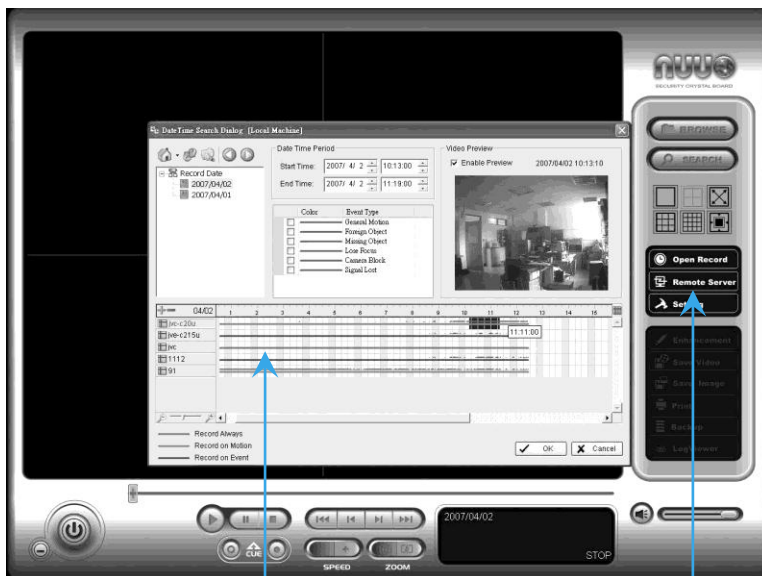 NUUO
SECURITY CRYSTAL BOARD
DateTime Search Dialog [Local Machine]
Record Date
2007/04/02
2007/04/01
Date Time Period
Start Time: 2007/ 4/ 2 10:13:00
End Time: 2007/ 4/ 2 11:19:00
Color Event Type
General Motion
Foreign Object
Missing Object
Lose Focus
Camera Block
Signal Lost
Video Preview
Enable Preview 2007/04/02 10:13:10
04/02 1 2 3 4 5 6 7 8 9 10 11 12 13 14 15
jvc-c20u
jvc-c215u
11:11:00
jvc
1112
91
Record Always
Record on Motion
Record on Event
OK
Cancel
BROWSE
SEARCH
Open Record
Remote Server
Enhancement
Save Video
Save Image
Print
Backup
LogViewer
CUE
SPEED
ZOOM
2007/04/02
STOP